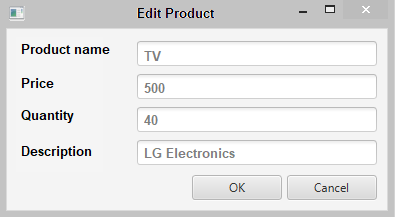 Edit Product
Product name TV
Price 500
Quantity 40
Description LG Electronics
OK Cancel